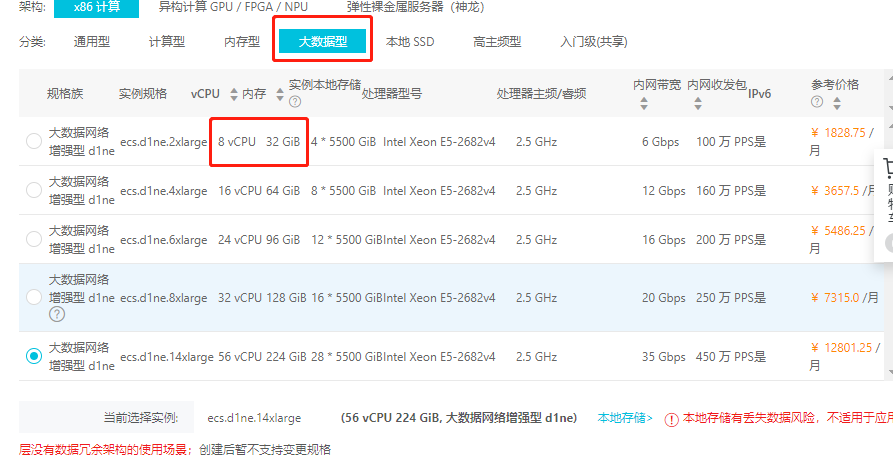 架构: x86 计算 异构计算 GPU / FPGA / NPU 弹性裸金属服务器（神龙）
分类: 通用型 计算型 内存型 大数据型 本地 SSD 高主频型 入门级(共享)
规格族 实例规格 vCPU 内存 实例本地存储 ? 处理器型号 处理器主频/睿频 内网带宽 内网收发包 IPv6 参考价格 ?
大数据网络增强型 d1ne ecs.d1ne.2xlarge 8 vCPU 32 GiB 4 * 5500 GiB Intel Xeon E5-2682v4 2.5 GHz 6 Gbps 100 万 PPS 是 ¥ 1828.75 /月
大数据网络增强型 d1ne ecs.d1ne.4xlarge 16 vCPU 64 GiB 8 * 5500 GiB Intel Xeon E5-2682v4 2.5 GHz 12 Gbps 160 万 PPS 是 ¥ 3657.5 /月
大数据网络增强型 d1ne ecs.d1ne.6xlarge 24 vCPU 96 GiB 12 * 5500 GiB Intel Xeon E5-2682v4 2.5 GHz 16 Gbps 200 万 PPS 是 ¥ 5486.25 /月
大数据网络增强型 d1ne ? ecs.d1ne.8xlarge 32 vCPU 128 GiB 16 * 5500 GiB Intel Xeon E5-2682v4 2.5 GHz 20 Gbps 250 万 PPS 是 ¥ 7315.0 /月
大数据网络增强型 d1ne ecs.d1ne.14xlarge 56 vCPU 224 GiB 28 * 5500 GiB Intel Xeon E5-2682v4 2.5 GHz 35 Gbps 450 万 PPS 是 ¥ 12801.25 /月
当前选择实例: ecs.d1ne.14xlarge (56 vCPU 224 GiB, 大数据网络增强型 d1ne) 本地存储> 本地存储有丢失数据风险，不适用于应用
层没有数据冗余架构的使用场景；创建后暂不支持变更规格